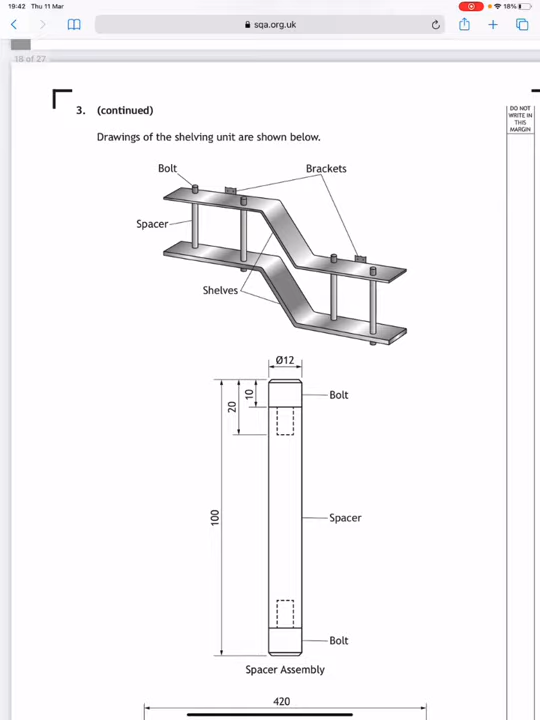 19:42 Thu 11 Mar
18%
sqa.org.uk
18 of 27
3. (continued)
DO NOT
WRITE IN
THIS
MARGIN
Drawings of the shelving unit are shown below.
Bolt
Brackets
Spacer
Shelves
Ø12
10
20
Bolt
100
Spacer
Bolt
Spacer Assembly
420